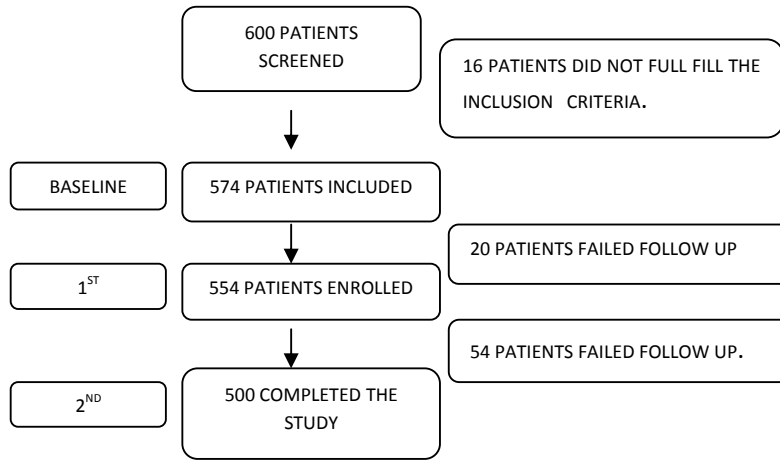 600 PATIENTS
SCREENED
16 PATIENTS DID NOT FULL FILL THE
INCLUSION CRITERIA.
BASELINE
574 PATIENTS INCLUDED
20 PATIENTS FAILED FOLLOW UP
1ST
554 PATIENTS ENROLLED
54 PATIENTS FAILED FOLLOW UP.
2ND
500 COMPLETED THE
STUDY